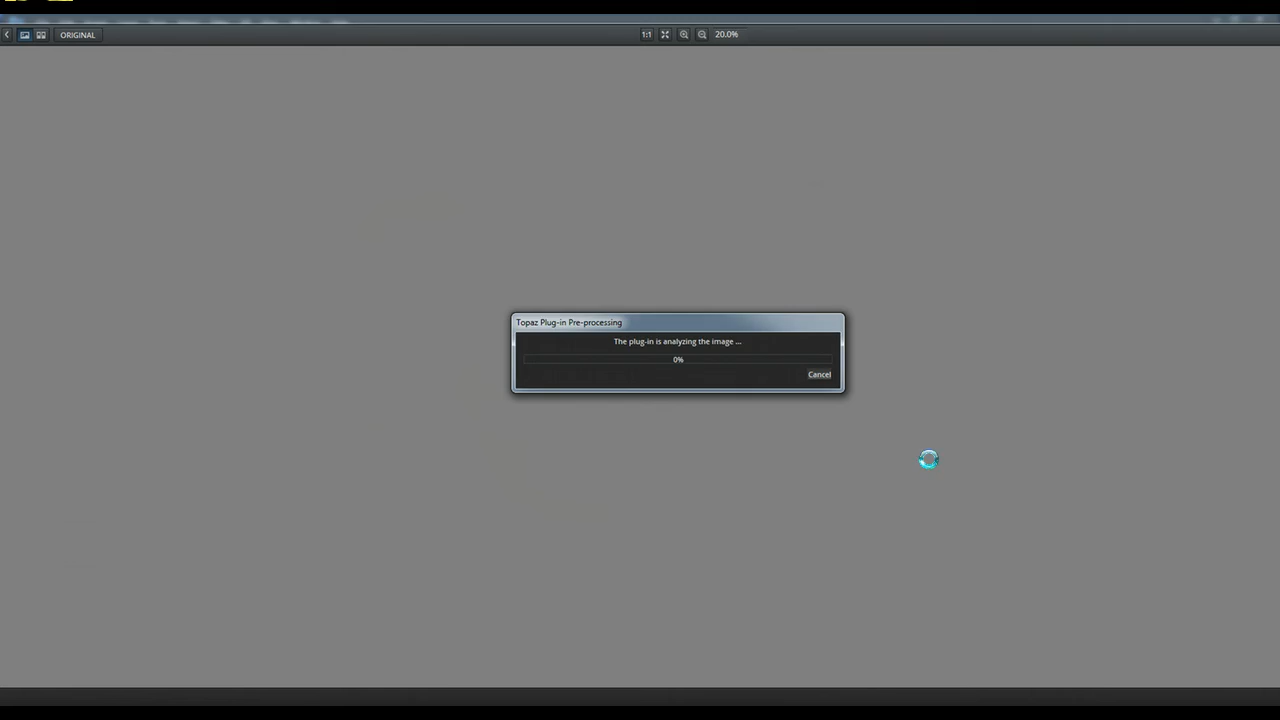 ORIGINAL
1:1
20.0%
Topaz Plug-in Pre-processing
The plug-in is analyzing the image ...
0%
Cancel